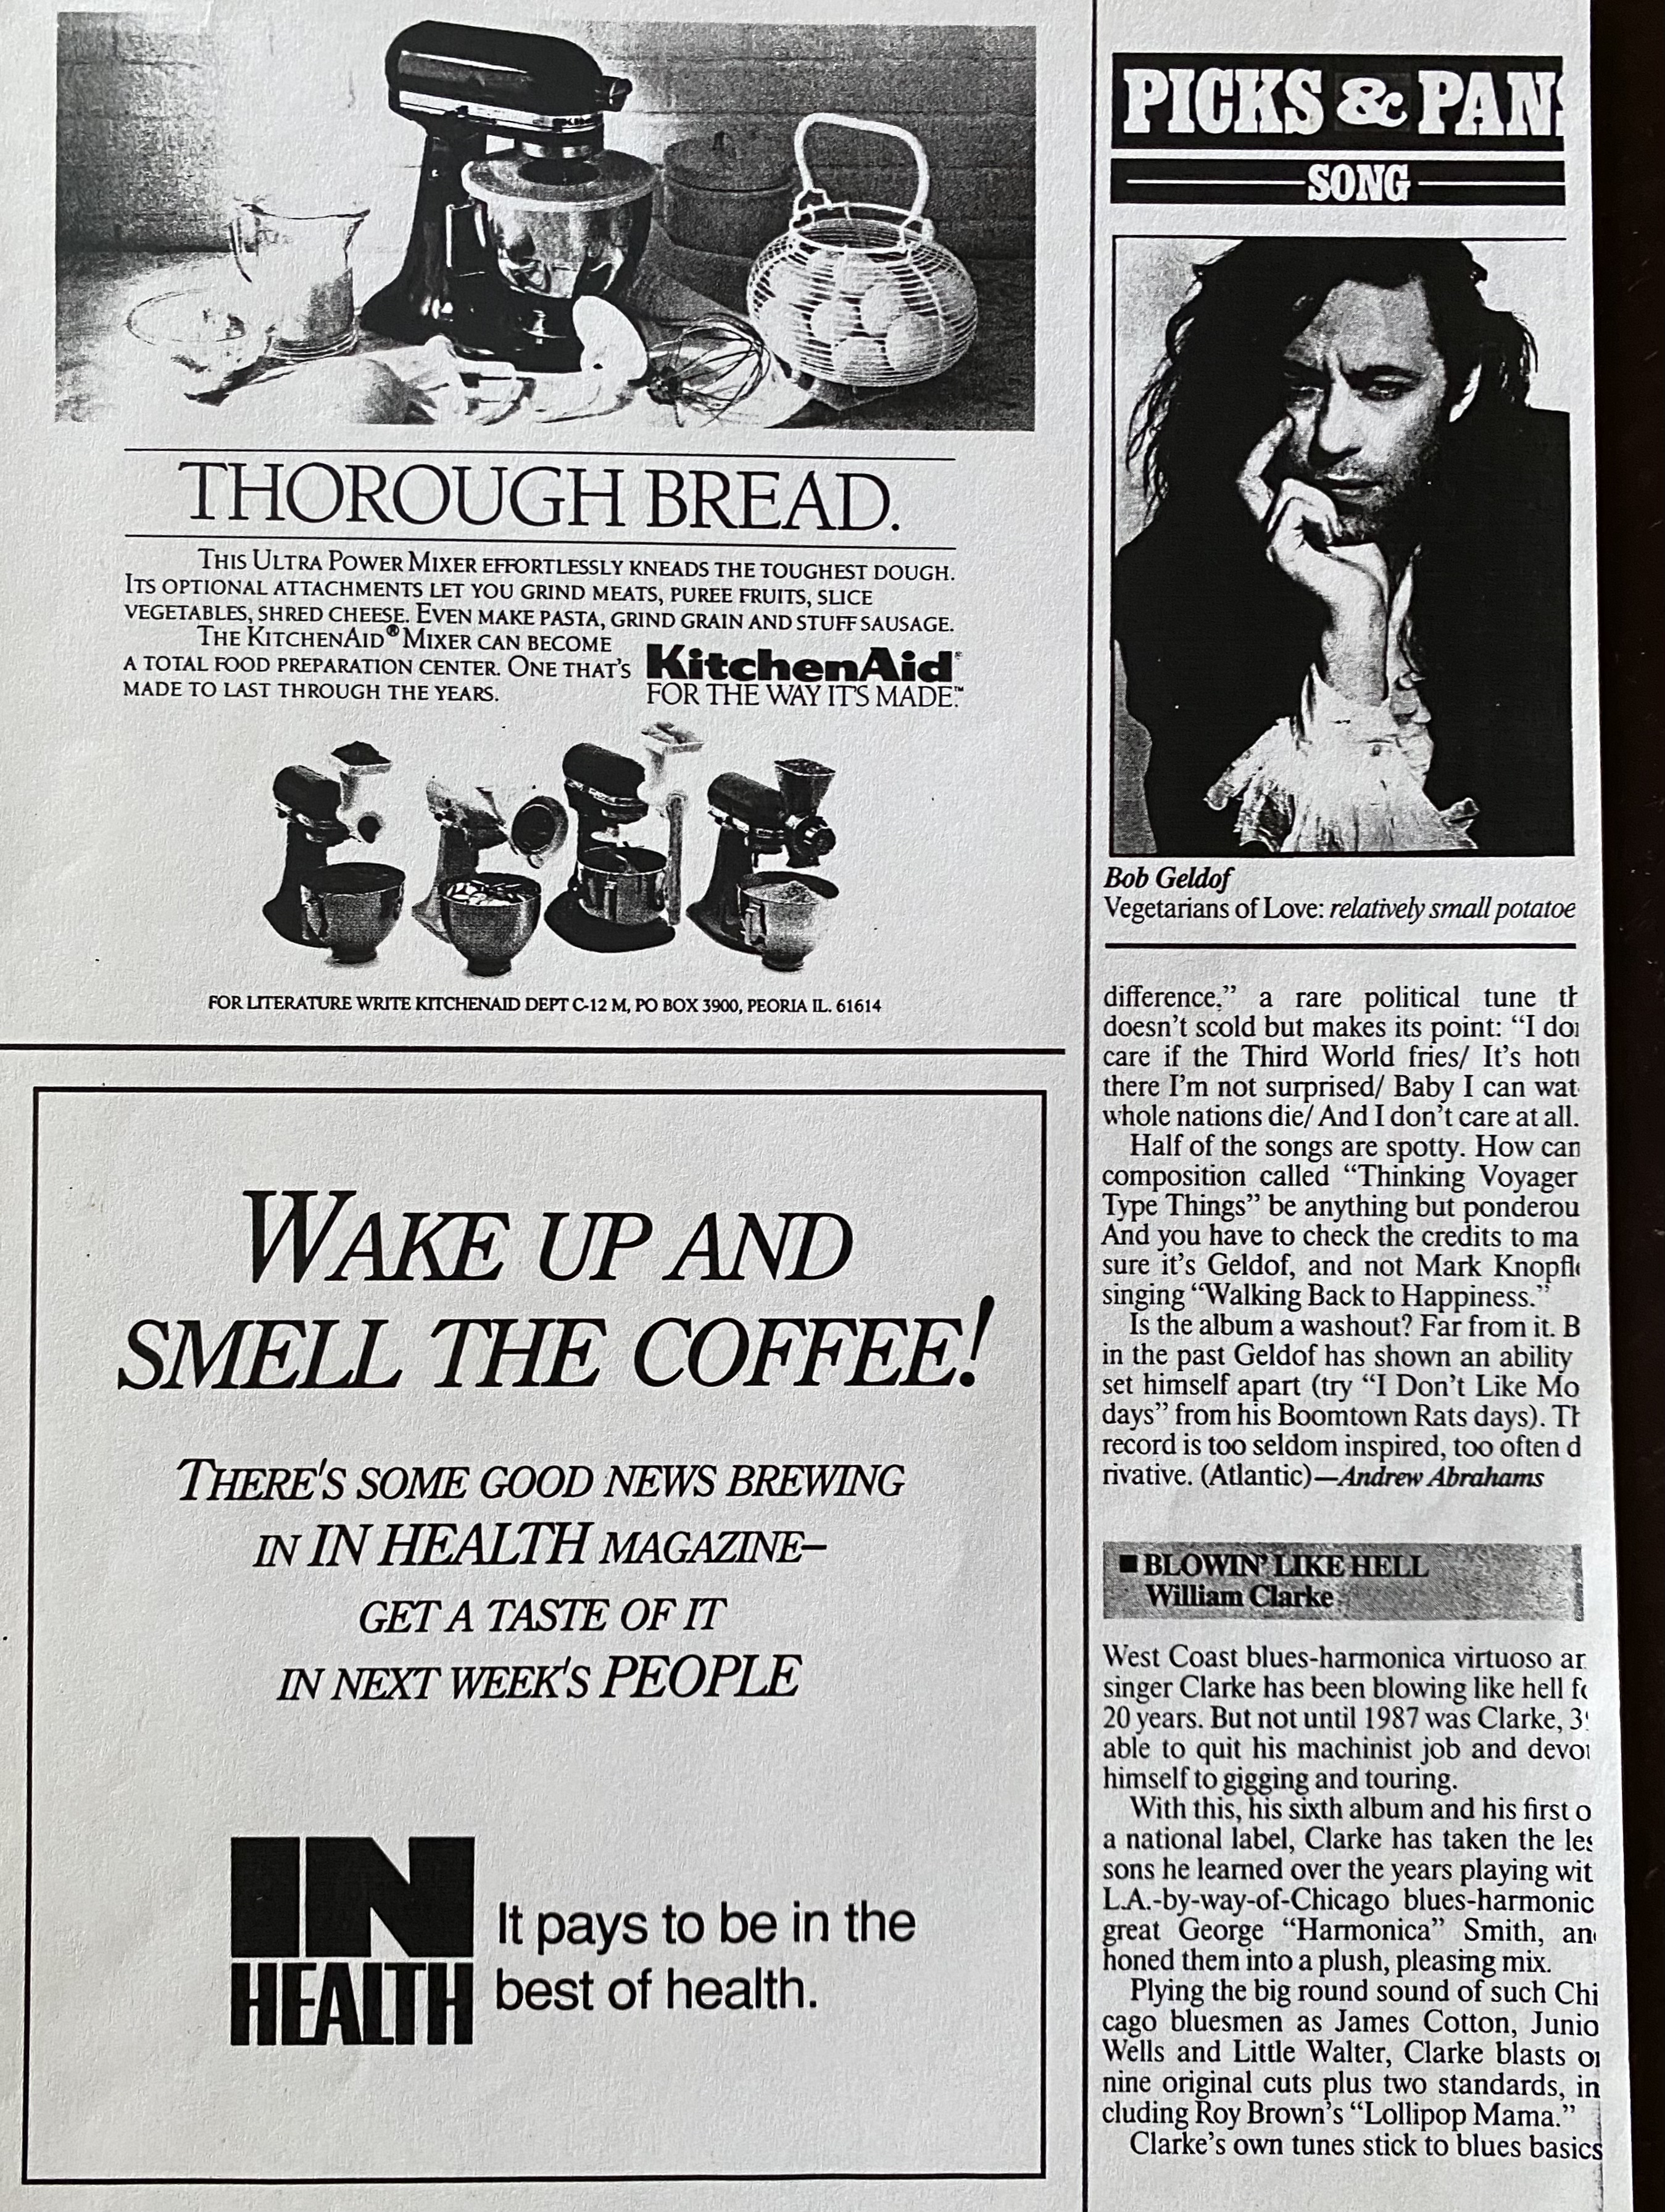 THOROUGH BREAD.
THIS ULTRA POWER MIXER EFFORTLESSLY KNEADS THE TOUGHEST DOUGH.
ITS OPTIONAL ATTACHMENTS LET YOU GRIND MEATS, PUREE FRUITS, SLICE
VEGETABLES, SHRED CHEESE. EVEN MAKE PASTA, GRIND GRAIN AND STUFF SAUSAGE.
THE KITCHENAID® MIXER CAN BECOME
A TOTAL FOOD PREPARATION CENTER. ONE THAT'S
MADE TO LAST THROUGH THE YEARS.
KitchenAid®
FOR THE WAY IT'S MADE.™
FOR LITERATURE WRITE KITCHENAID DEPT C-12 M, PO BOX 3900, PEORIA IL. 61614
WAKE UP AND
SMELL THE COFFEE!
THERE'S SOME GOOD NEWS BREWING
IN IN HEALTH MAGAZINE–
GET A TASTE OF IT
IN NEXT WEEK'S PEOPLE
IN
HEALTH
It pays to be in the
best of health.
PICKS & PAN
SONG
Bob Geldof
Vegetarians of Love: relatively small potatoe
difference,” a rare political tune th
doesn't scold but makes its point: “I do
care if the Third World fries/ It's hot
there I'm not surprised/ Baby I can wat
whole nations die/ And I don't care at all.
Half of the songs are spotty. How can
composition called “Thinking Voyager
Type Things” be anything but ponderou
And you have to check the credits to ma
sure it's Geldof, and not Mark Knopfl
singing “Walking Back to Happiness.”
Is the album a washout? Far from it. B
in the past Geldof has shown an ability
set himself apart (try “I Don't Like Mo
days” from his Boomtown Rats days). Th
record is too seldom inspired, too often d
rivative. (Atlantic)—Andrew Abrahams
■ BLOWIN' LIKE HELL
William Clarke
West Coast blues-harmonica virtuoso an
singer Clarke has been blowing like hell fo
20 years. But not until 1987 was Clarke, 3
able to quit his machinist job and devo
himself to gigging and touring.
With this, his sixth album and his first o
a national label, Clarke has taken the les
sons he learned over the years playing wit
L.A.-by-way-of-Chicago blues-harmonic
great George “Harmonica” Smith, an
honed them into a plush, pleasing mix.
Plying the big round sound of such Chi
cago bluesmen as James Cotton, Junio
Wells and Little Walter, Clarke blasts o
nine original cuts plus two standards, in
cluding Roy Brown's “Lollipop Mama.”
Clarke's own tunes stick to blues basics